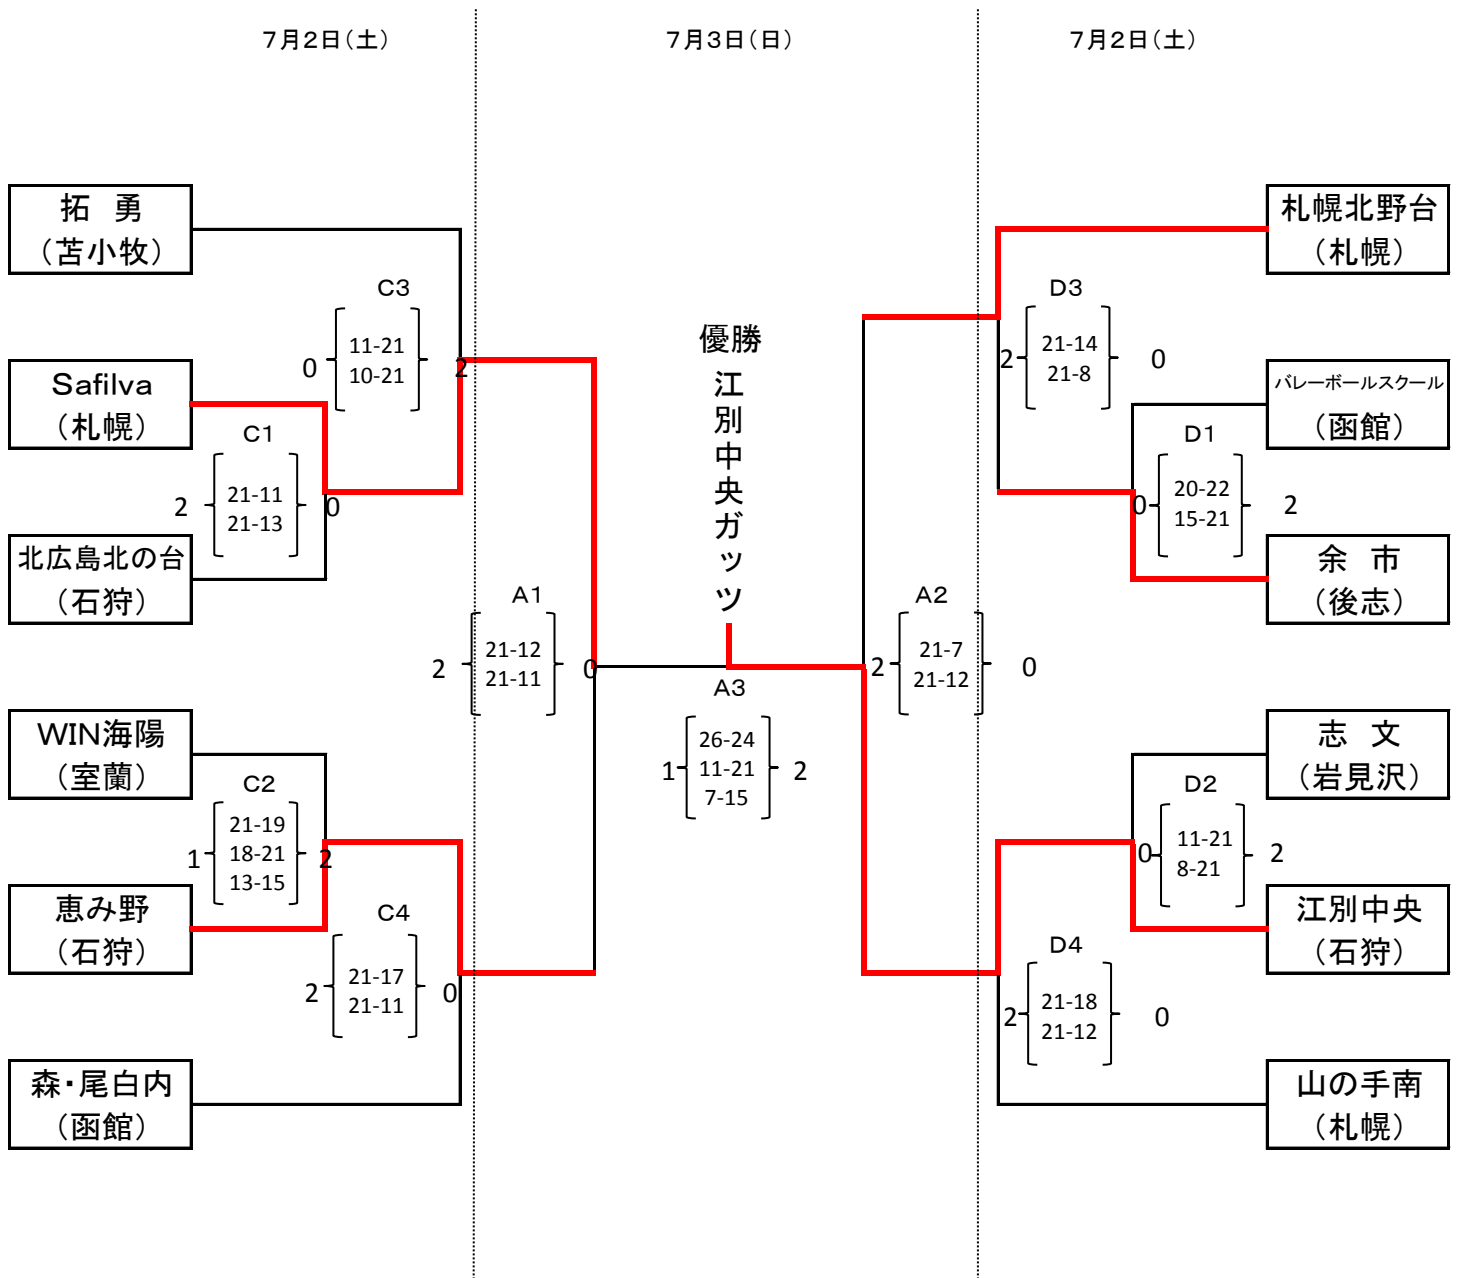 7月2日(土)
7月3日(日)
7月2日(土)
拓　勇
(苫小牧)
C3
0
11-21
10-21
2
Safilva
(札幌)
C1
2
21-11
21-13
0
北広島北の台
(石狩)
A1
2
21-12
21-11
0
WIN海陽
(室蘭)
C2
1
21-19
18-21
13-15
2
恵み野
(石狩)
C4
2
21-17
21-11
0
森・尾白内
(函館)
優勝
江別中央ガッツ
A3
1
26-24
11-21
7-15
2
札幌北野台
(札幌)
D3
2
21-14
21-8
0
バレーボールスクール
(函館)
D1
0
20-22
15-21
2
余　市
(後志)
A2
2
21-7
21-12
0
志　文
(岩見沢)
D2
0
11-21
8-21
2
江別中央
(石狩)
D4
2
21-18
21-12
0
山の手南
(札幌)